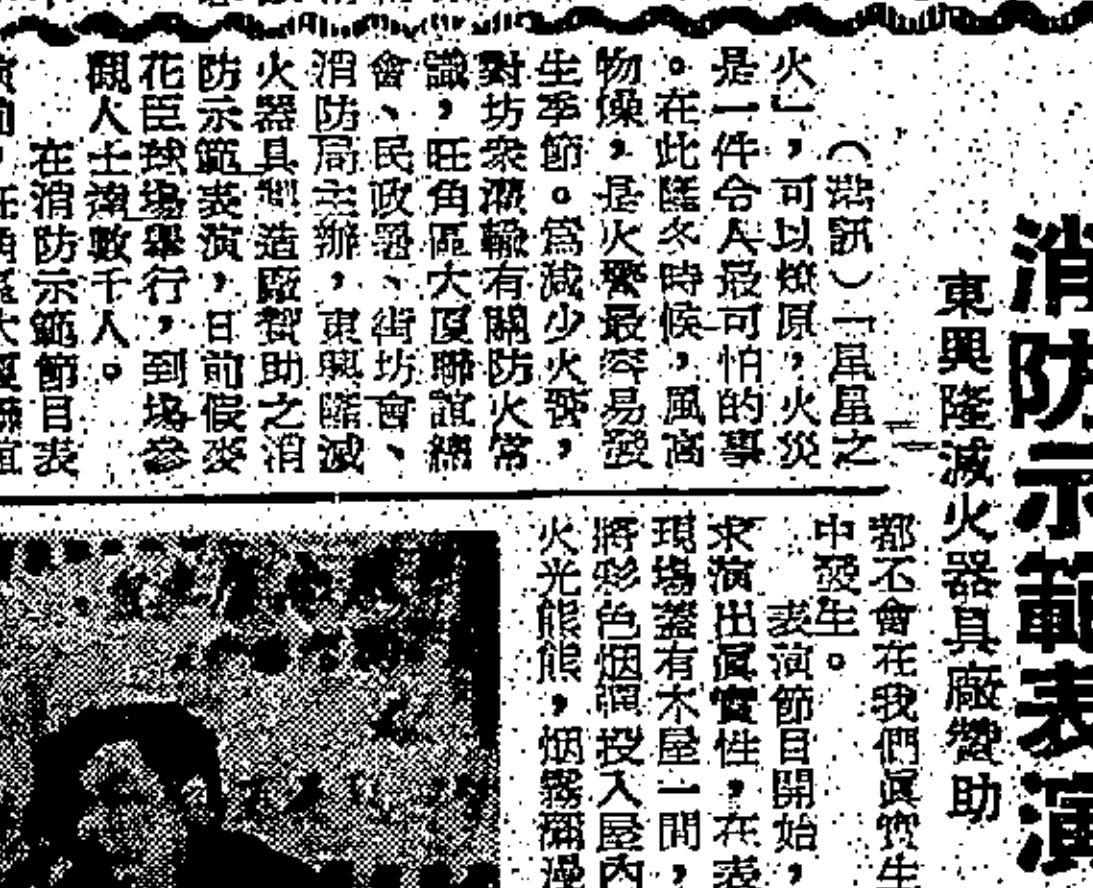 消防示範表演
東興隆滅火器具廠贊助
（港訊）一星星之
火」，可以燎原，火災
是一件令人最可怕的事
。在此隆冬時候，風高
物燥，是火警最容易發
生季節。為減少火警，
對坊衆灌輸有關防火常
識，旺角區大廈聯誼總
會、民政署、街坊會、
消防局主辦，東興隆滅
火器具製造廠贊助之消
防示範表演，日前假麥
花臣球場舉行，到場參
觀人士達數千人。
在消防示範節目表
都不會在我們眞實生
中發生。
表演節目開始，
求演出眞實性，在表
現場蓋有木屋一間，
將彩色烟彈投入屋內
火光熊熊，烟霧瀰漫